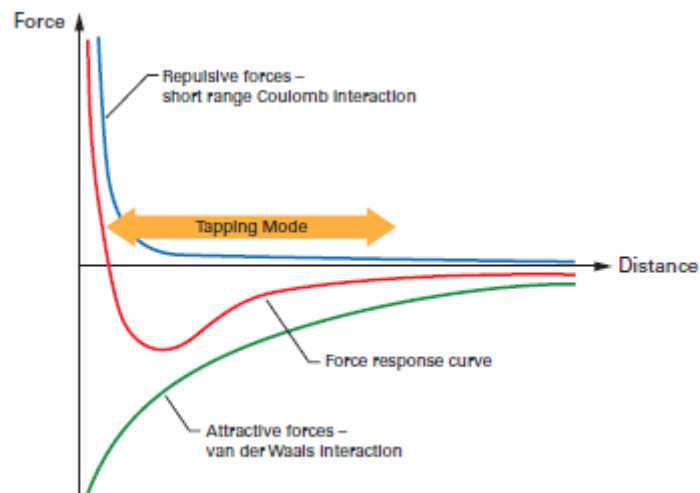 Force
Repulsive forces –
short range Coulomb interaction
Tapping Mode
Distance
Force response curve
Attractive forces –
van der Waals interaction